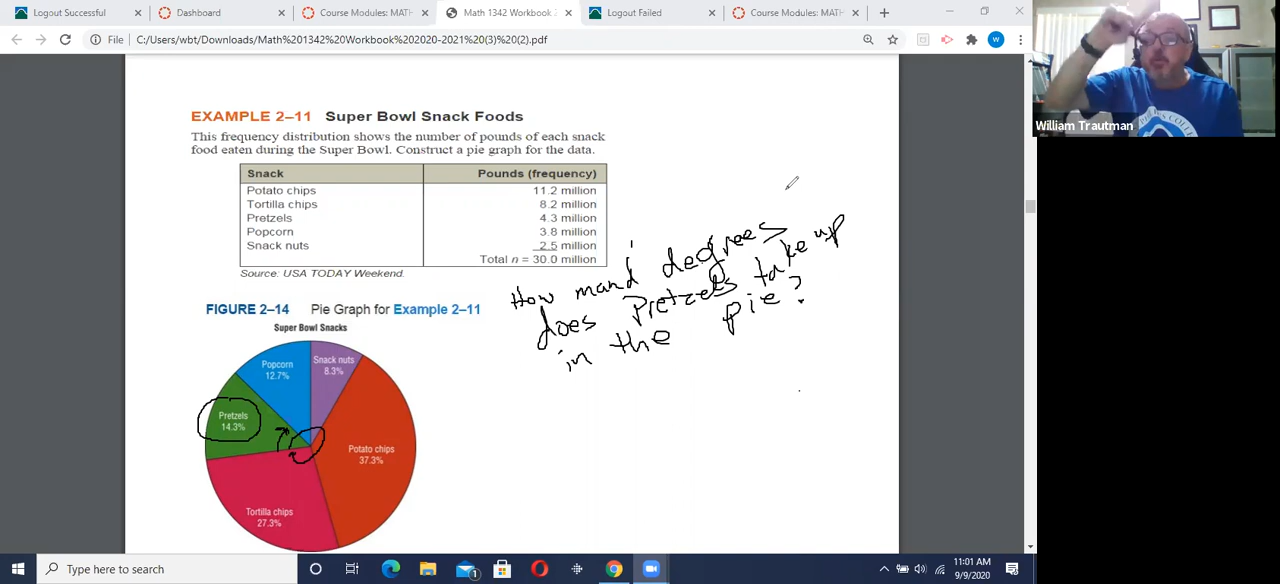 Logout Successful
Dashboard
Course Modules: MATH
Math 1342 Workbook 2
Logout Failed
Course Modules: MATH
File C:/Users/wbt/Downloads/Math%201342%20Workbook%202020-2021%20(3)%20(2).pdf
W
William Trautman
EXAMPLE 2–11 Super Bowl Snack Foods
This frequency distribution shows the number of pounds of each snack
food eaten during the Super Bowl. Construct a pie graph for the data.
Snack Pounds (frequency)
Potato chips 11.2 million
Tortilla chips 8.2 million
Pretzels 4.3 million
Popcorn 3.8 million
Snack nuts 2.5 million
Total n = 30.0 million
Source: USA TODAY Weekend.
How mand degrees
does Pretzels take up
in the pie?
FIGURE 2–14 Pie Graph for Example 2–11
Super Bowl Snacks
Popcorn
12.7%
Snack nuts
8.3%
Pretzels
14.3%
Potato chips
37.3%
Tortilla chips
27.3%
Type here to search
1
11:01 AM
9/9/2020